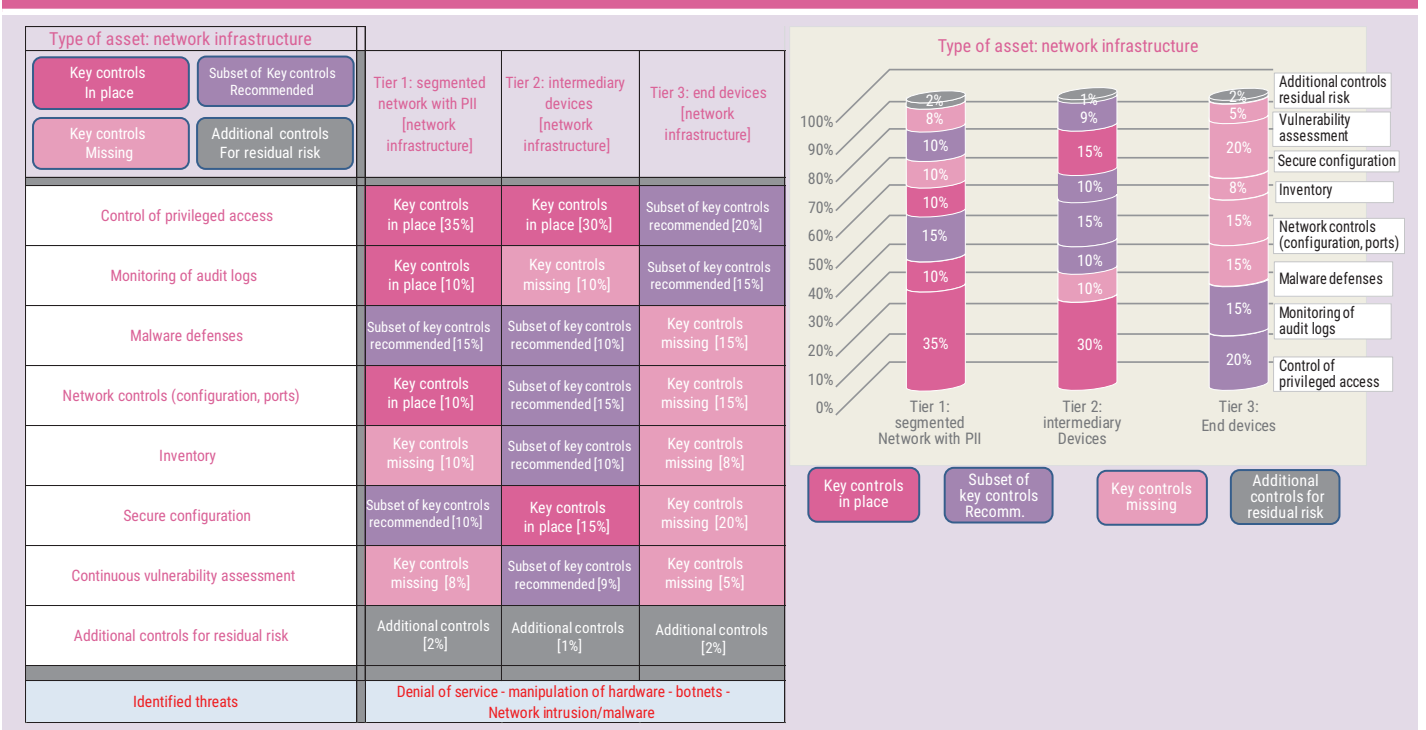 Type of asset: network infrastructure
Key controls
In place
Subset of Key controls
Recommended
Key controls
Missing
Additional controls
For residual risk
Tier 1: segmented
network with PII
[network
infrastructure]
Tier 2: intermediary
devices
[network
infrastructure]
Tier 3: end devices
[network
infrastructure]
Control of privileged access
Key controls
in place [35%]
Key controls
in place [30%]
Subset of key controls
recommended [20%]
Monitoring of audit logs
Key controls
in place [10%]
Key controls
missing [10%]
Subset of key controls
recommended [15%]
Malware defenses
Subset of key controls
recommended [15%]
Subset of key controls
recommended [10%]
Key controls
missing [15%]
Network controls (configuration, ports)
Key controls
in place [10%]
Subset of key controls
recommended [15%]
Key controls
missing [15%]
Inventory
Key controls
missing [10%]
Subset of key controls
recommended [10%]
Key controls
missing [8%]
Secure configuration
Subset of key controls
recommended [10%]
Key controls
in place [15%]
Key controls
missing [20%]
Continuous vulnerability assessment
Key controls
missing [8%]
Subset of key controls
recommended [9%]
Key controls
missing [5%]
Additional controls for residual risk
Additional controls
[2%]
Additional controls
[1%]
Additional controls
[2%]
Identified threats
Denial of service - manipulation of hardware - botnets -
Network intrusion/malware
Type of asset: network infrastructure
100%
90%
80%
70%
60%
50%
40%
30%
20%
10%
0%
2%
8%
10%
10%
10%
15%
10%
35%
1%
9%
15%
10%
15%
10%
10%
30%
2%
5%
20%
8%
15%
15%
15%
20%
Additional controls
residual risk
Vulnerability
assessment
Secure configuration
Inventory
Network controls
(configuration, ports)
Malware defenses
Monitoring of
audit logs
Control of
privileged access
Tier 1:
segmented
Network with PII
Tier 2:
intermediary
Devices
Tier 3:
End devices
Key controls
in place
Subset of
key controls
Recomm.
Key controls
missing
Additional
controls for
residual risk